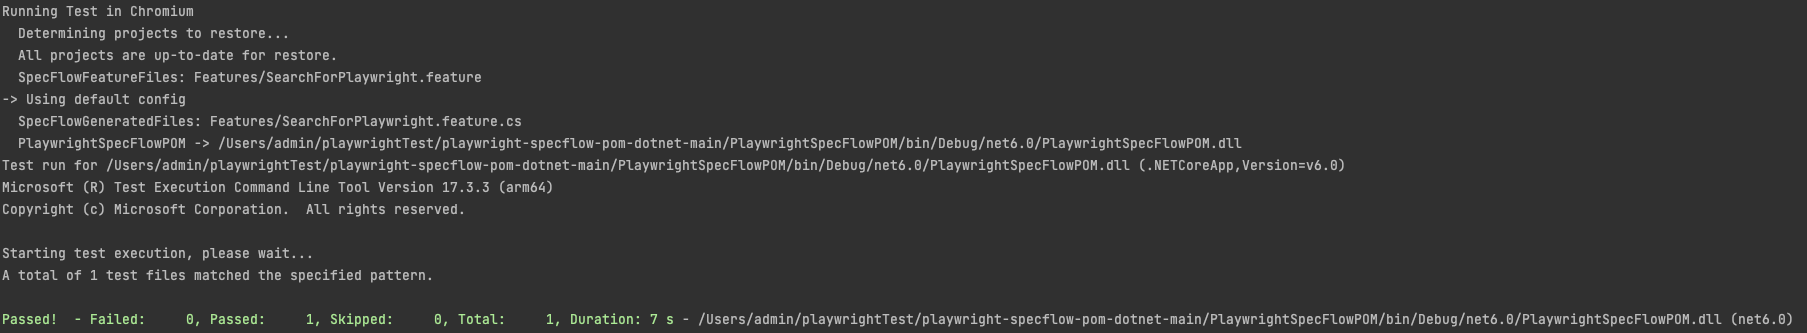 Running Test in Chromium
  Determining projects to restore...
  All projects are up-to-date for restore.
  SpecFlowFeatureFiles: Features/SearchForPlaywright.feature
-> Using default config
  SpecFlowGeneratedFiles: Features/SearchForPlaywright.feature.cs
  PlaywrightSpecFlowPOM -> /Users/admin/playwrightTest/playwright-specflow-pom-dotnet-main/PlaywrightSpecFlowPOM/bin/Debug/net6.0/PlaywrightSpecFlowPOM.dll
Test run for /Users/admin/playwrightTest/playwright-specflow-pom-dotnet-main/PlaywrightSpecFlowPOM/bin/Debug/net6.0/PlaywrightSpecFlowPOM.dll (.NETCoreApp,Version=v6.0)
Microsoft (R) Test Execution Command Line Tool Version 17.3.3 (arm64)
Copyright (c) Microsoft Corporation.  All rights reserved.

Starting test execution, please wait...
A total of 1 test files matched the specified pattern.

Passed!  - Failed:     0, Passed:     1, Skipped:     0, Total:     1, Duration: 7 s - /Users/admin/playwrightTest/playwright-specflow-pom-dotnet-main/PlaywrightSpecFlowPOM/bin/Debug/net6.0/PlaywrightSpecFlowPOM.dll (net6.0)